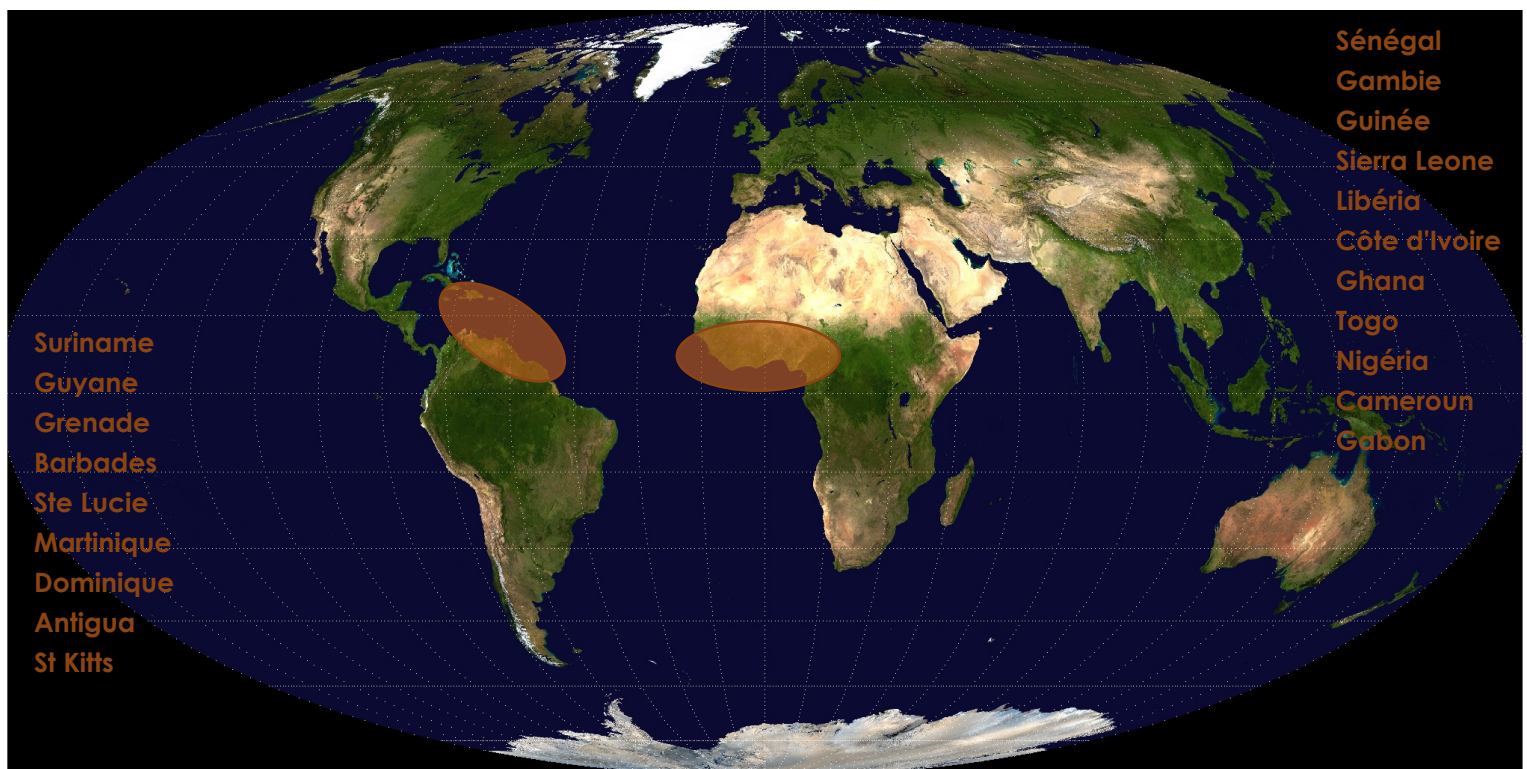 Suriname
Guyane
Grenade
Barbades
Ste Lucie
Martinique
Dominique
Antigua
St Kitts
Sénégal
Gambie
Guinée
Sierra Leone
Libéria
Côte d'Ivoire
Ghana
Togo
Nigéria
Cameroun
Gabon